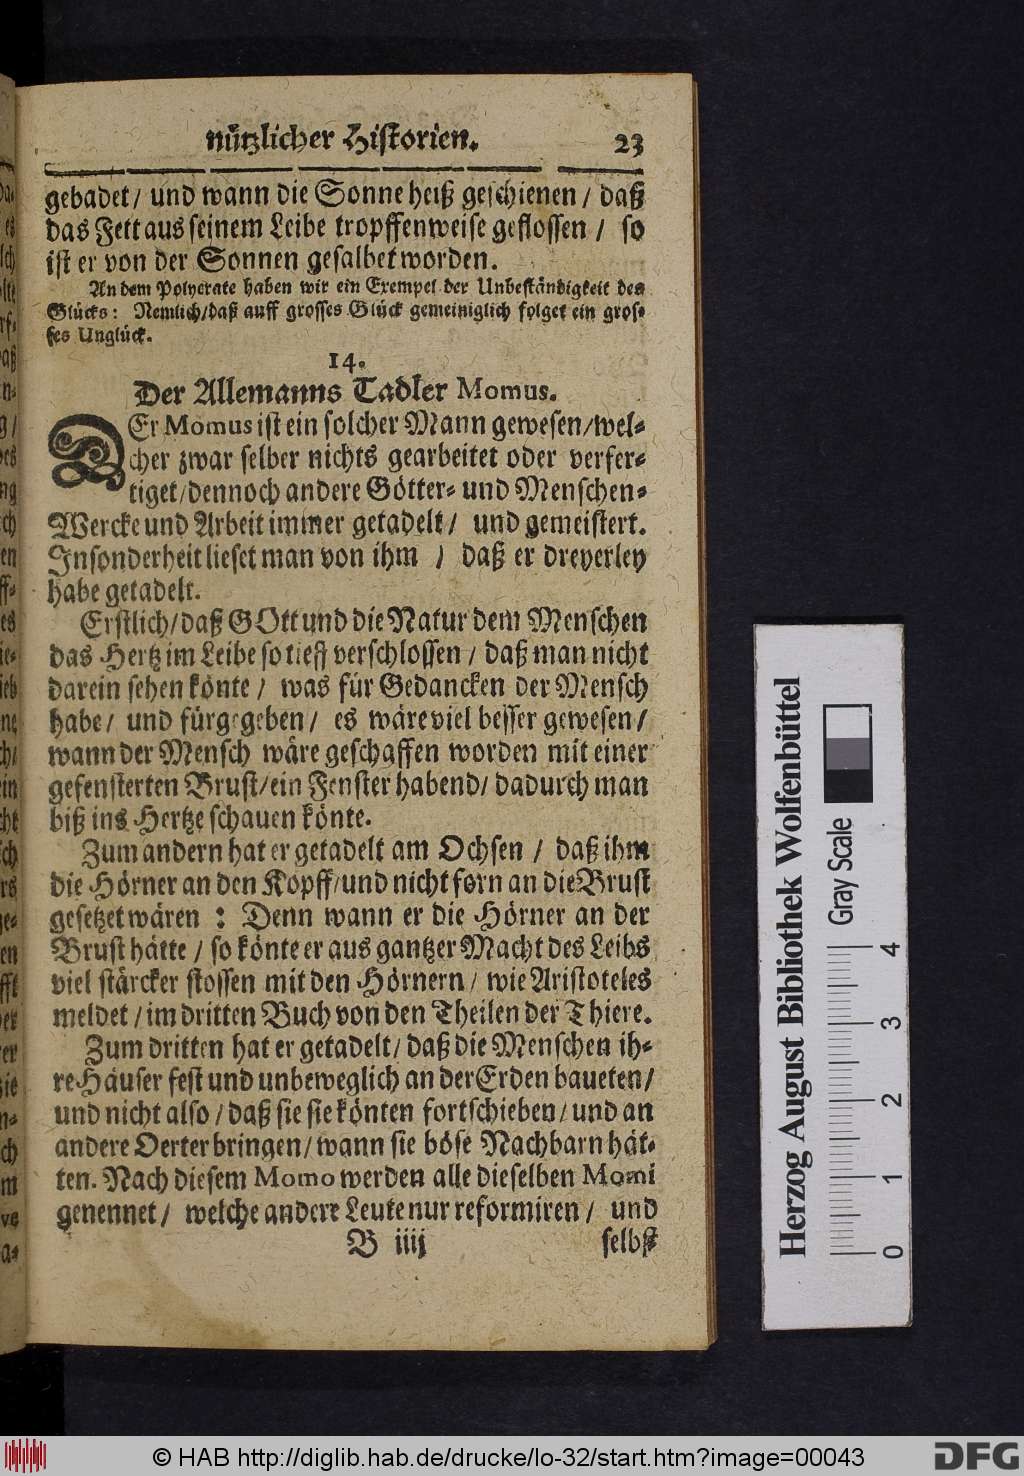 nützlicher Historien. 23
gebadet/ und wann die Sonne heiß geschienen / daß
das Fett aus seinem Leibe tropffenweise geflossen / so
ist er von der Sonnen gesalbet worden.
An dem Polycrate haben wir ein Exempel der Unbeständigkeit des
Glücks: Nemlich/daß auff grosses Glück gemeiniglich folget ein gros-
ses Unglück.
14.
Der Allemanns Tadler Momus.
DEr Momus ist ein solcher Mann gewesen/wel-
cher zwar selber nichts gearbeitet oder verfer-
tiget/dennoch andere Götter- und Menschen-
Wercke und Arbeit immer getadelt / und gemeistert.
Insonderheit lieset man von ihm / daß er dreyerley
habe getadelt.
Erstlich/daß GOtt und die Natur dem Menschen
das Hertz im Leibe so tieff verschlossen / daß man nicht
darein sehen könte / was für Gedancken der Mensch
habe/ und fürgegeben/ es wäre viel besser gewesen/
wann der Mensch wäre geschaffen worden mit einer
gefensterten Brust/ein Fenster habend/ dadurch man
biß ins Hertze schauen könte.
Zum andern hat er getadelt am Ochsen / daß ihm
die Hörner an den Kopff/und nicht forn an die Brust
gesetzet wären : Denn wann er die Hörner an der
Brust hätte / so könte er aus gantzer Macht des Leibs
viel stärcker stossen mit den Hörnern / wie Aristoteles
meldet / im dritten Buch von den Theilen der Thiere.
Zum dritten hat er getadelt/ daß die Menschen ih-
re Häuser fest und unbeweglich an der Erden baueten/
und nicht also / daß sie sie könten fortschieben/und an
andere Oerter bringen/wann sie böse Nachbarn hät-
ten. Nach diesem Momo werden alle dieselben Momi
genennet/ welche andere Leute nur reformiren / und
B iiij selbst
Herzog August Bibliothek Wolfenbüttel
Gray Scale
0 1 2 3 4
© HAB http://diglib.hab.de/drucke/lo-32/start.htm?image=00043
DFG